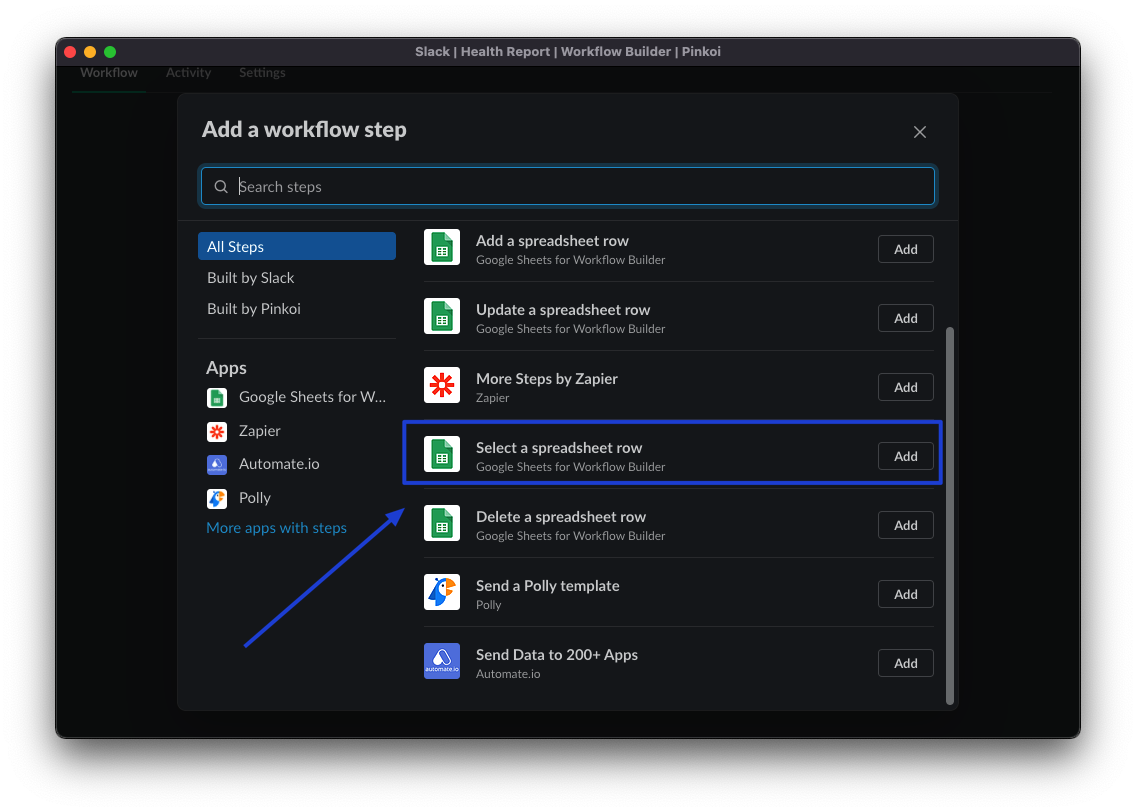 Slack | Health Report | Workflow Builder | Pinkoi
Workflow
Activity
Settings
Add a workflow step
Search steps
All Steps
Built by Slack
Built by Pinkoi
Apps
Google Sheets for W...
Zapier
Automate.io
Polly
More apps with steps
Add a spreadsheet row
Google Sheets for Workflow Builder
Add
Update a spreadsheet row
Google Sheets for Workflow Builder
Add
More Steps by Zapier
Zapier
Add
Select a spreadsheet row
Google Sheets for Workflow Builder
Add
Delete a spreadsheet row
Google Sheets for Workflow Builder
Add
Send a Polly template
Polly
Add
automate.io
Send Data to 200+ Apps
Automate.io
Add